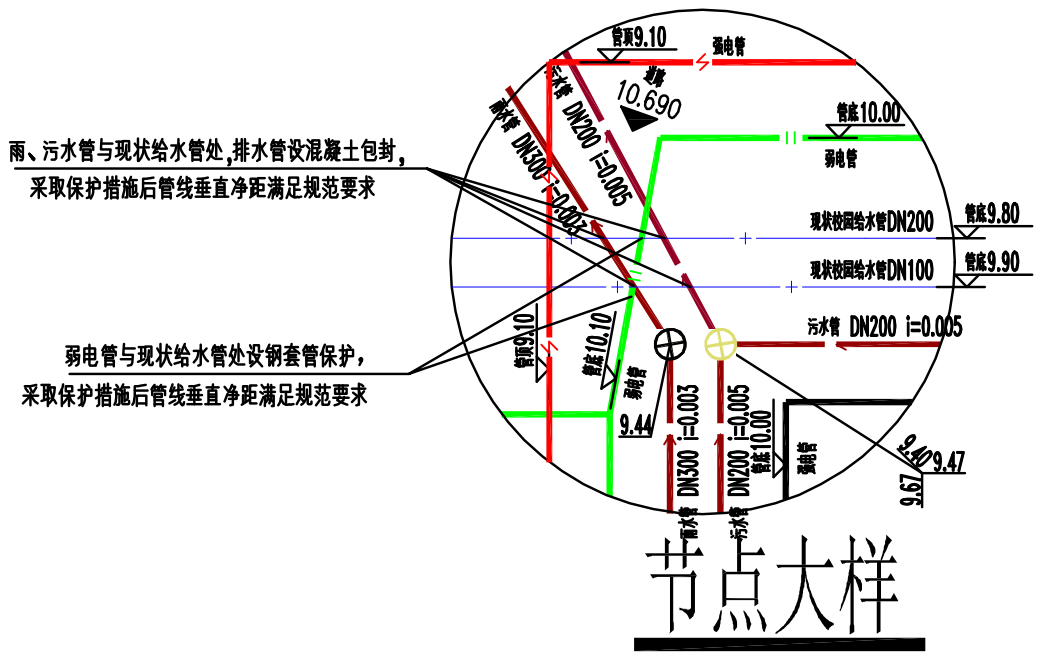 管顶9.10
强电管
道路
10.690
管底10.00
弱电管
污水管 DN200 i=0.005
雨水管 DN300 i=0.003
雨、污水管与现状给水管处,排水管设混凝土包封,
采取保护措施后管线垂直净距满足规范要求
现状校园给水管DN200
管底9.80
现状校园给水管DN100
管底9.90
污水管 DN200 i=0.005
管顶9.10
管底10.10
弱电管
弱电管与现状给水管处设钢套管保护，
采取保护措施后管线垂直净距满足规范要求
9.44
雨水管 DN300 i=0.003
污水管 DN200 i=0.005
管底10.00
强电管
9.40
9.47
9.67
节点大样